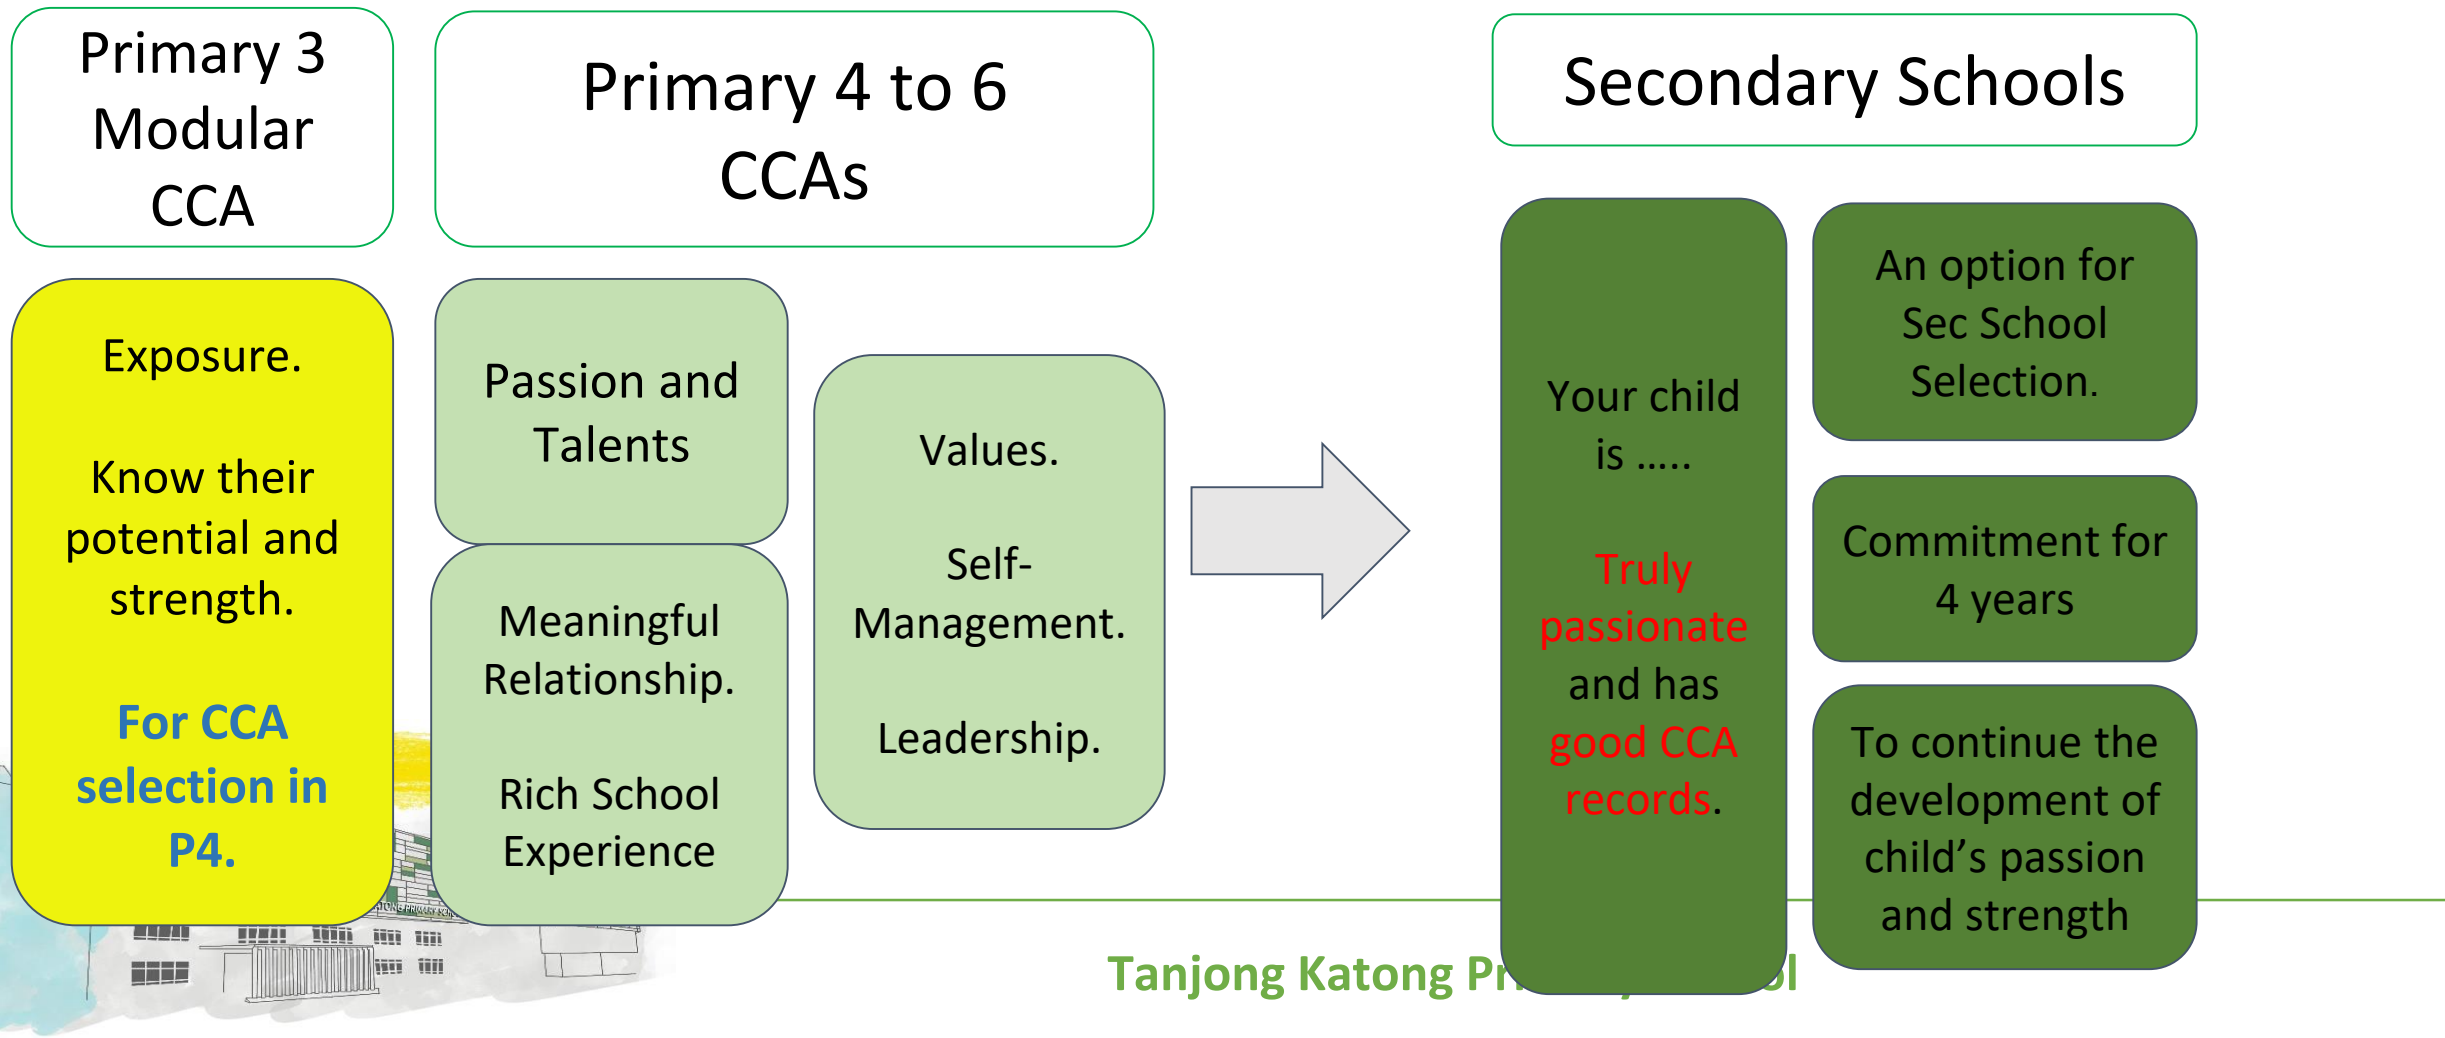 Primary 3
Modular
CCA
Primary 4 to 6
CCAs
Secondary Schools
Exposure.
Know their
potential and
strength.
For CCA
selection in
P4.
Passion and
Talents
Meaningful
Relationship.
Rich School
Experience
Values.
Self-
Management.
Leadership.
Your child
is .....
Truly
passionate
and has
good CCA
records.
An option for
Sec School
Selection.
Commitment for
4 years
To continue the
development of
child’s passion
and strength
Tanjong Katong